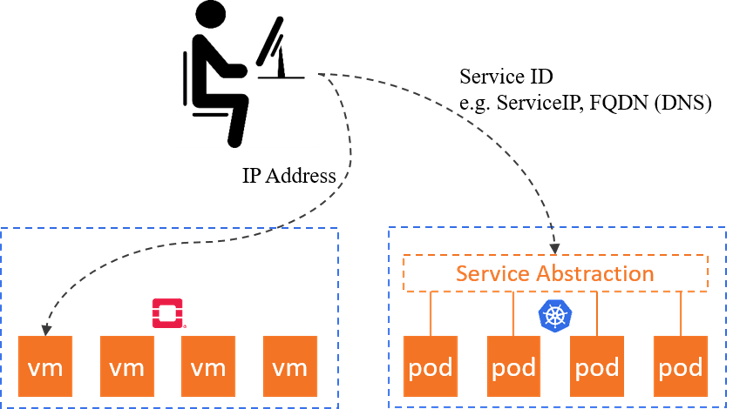 Service ID
e.g. ServiceIP, FQDN (DNS)
IP Address
Service Abstraction
vm vm vm vm
pod pod pod pod